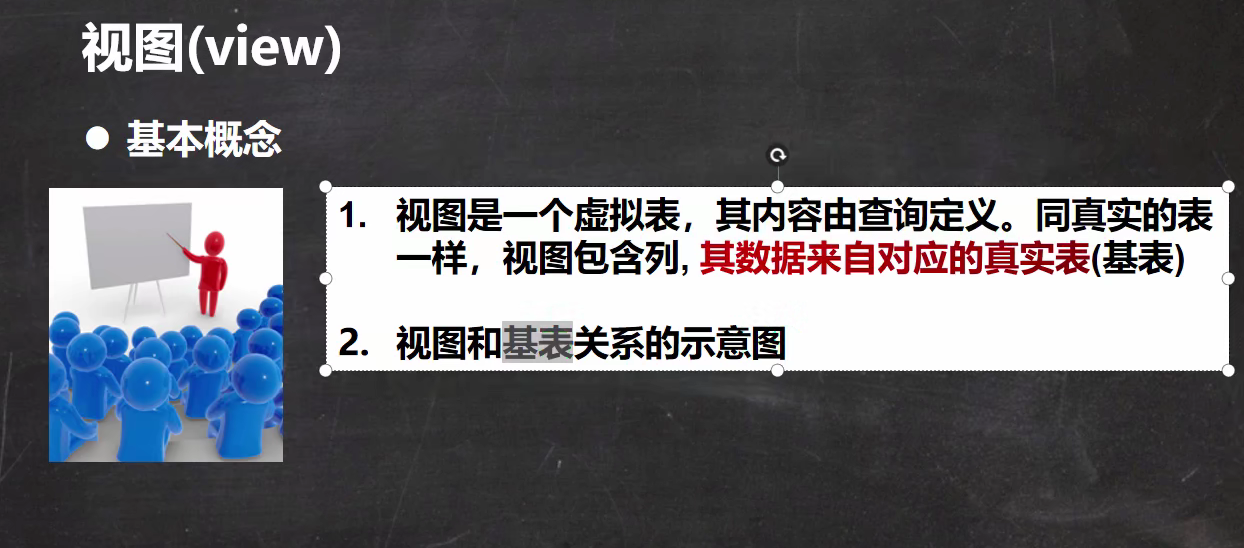 视图(view)
● 基本概念
1. 视图是一个虚拟表，其内容由查询定义。同真实的表
一样，视图包含列, 其数据来自对应的真实表(基表)
2. 视图和基表关系的示意图